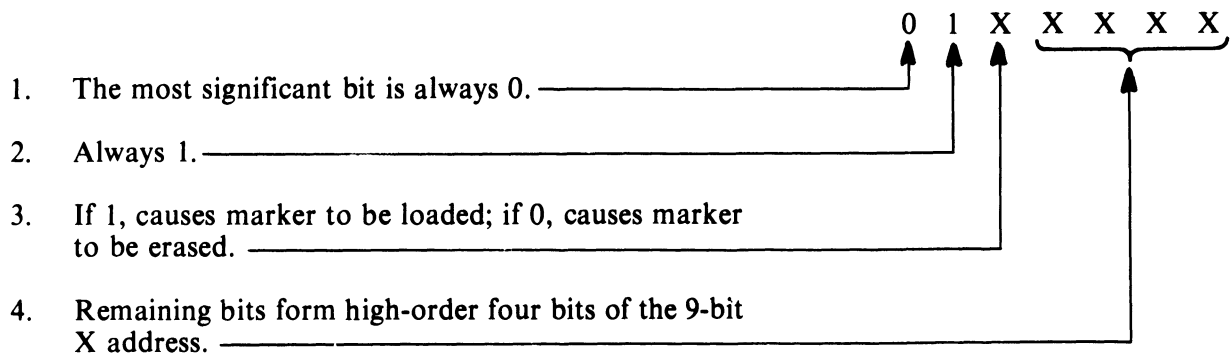 0 1 X X X X X
1. The most significant bit is always 0.
2. Always 1.
3. If 1, causes marker to be loaded; if 0, causes marker
to be erased.
4. Remaining bits form high-order four bits of the 9-bit
X address.